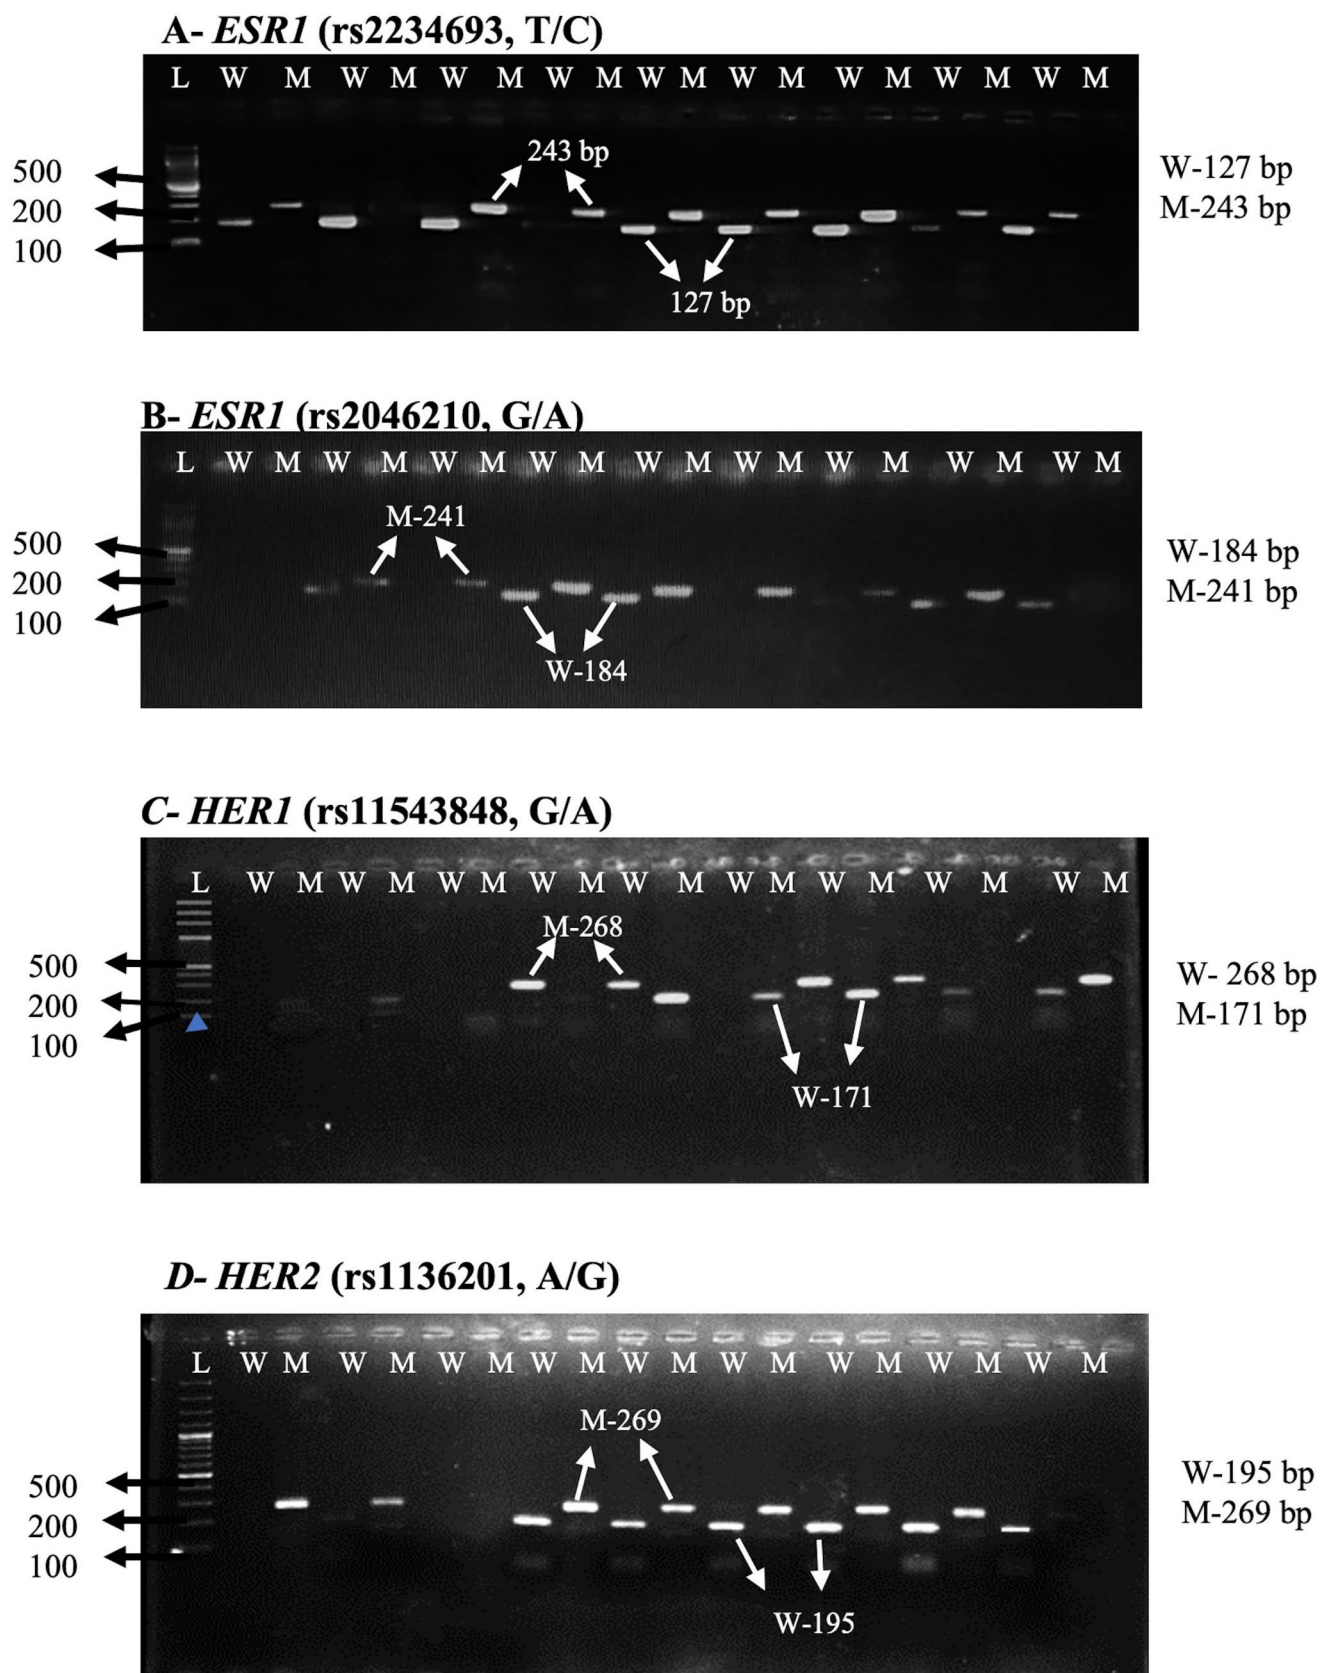 A- ESR1 (rs2234693, T/C)
L W M W M W M W M W M W M W M W M W M
243 bp
500
200
100
127 bp
W-127 bp
M-243 bp
B- ESR1 (rs2046210, G/A)
L W M W M W M W M W M W M W M W M W M
M-241
500
200
100
W-184
W-184 bp
M-241 bp
C- HER1 (rs11543848, G/A)
L W M W M W M W M W M W M W M W M W M
M-268
500
200
100
W-171
W- 268 bp
M-171 bp
D- HER2 (rs1136201, A/G)
L W M W M W M W M W M W M W M W M W M
M-269
500
200
100
W-195
W-195 bp
M-269 bp